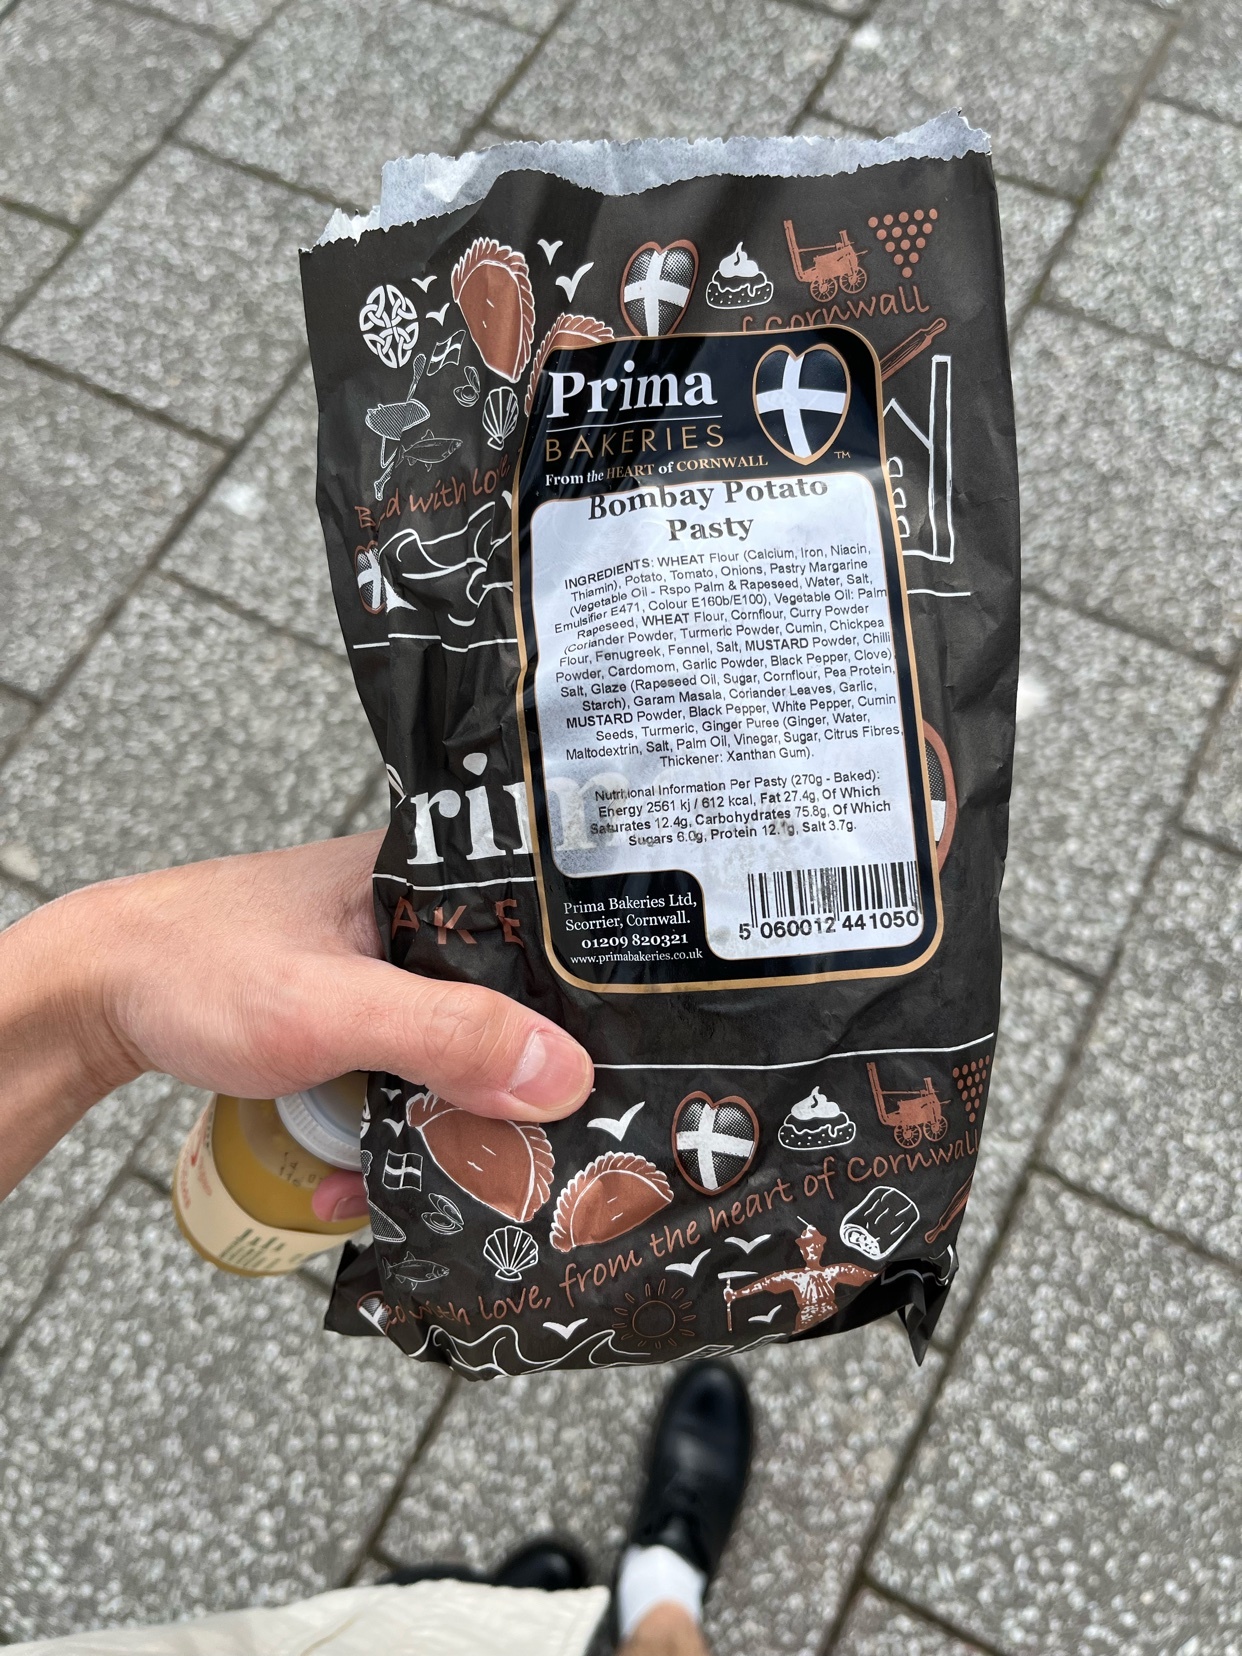 of Cornwall
Prima
BAKERIES
From the HEART of CORNWALL
TM
with lo
Bombay Potato
Pasty
INGREDIENTS: WHEAT Flour (Calcium, Iron, Niacin,
Thiamin), Potato, Tomato, Onions, Pastry Margarine
(Vegetable Oil - Rspo Palm & Rapeseed, Water, Salt,
Emulsifier E471, Colour E160b/E100), Vegetable Oil: Palm
Rapeseed, WHEAT Flour, Cornflour, Curry Powder
(Coriander Powder, Turmeric Powder, Cumin, Chickpea
Flour, Fenugreek, Fennel, Salt, MUSTARD Powder, Chilli
Powder, Cardomom, Garlic Powder, Black Pepper, Clove)
Salt, Glaze (Rapeseed Oil, Sugar, Cornflour, Pea Protein,
Starch), Garam Masala, Coriander Leaves, Garlic,
MUSTARD Powder, Black Pepper, White Pepper, Cumin
Seeds, Turmeric, Ginger Puree (Ginger, Water,
Maltodextrin, Salt, Palm Oil, Vinegar, Sugar, Citrus Fibres,
Thickener: Xanthan Gum).
Nutritional Information Per Pasty (270g - Baked):
Energy 2561 kj / 612 kcal, Fat 27.4g, Of Which
Saturates 12.4g, Carbohydrates 75.8g, Of Which
Sugars 6.0g, Protein 12.1g, Salt 3.7g.
rim
AKE
Prima Bakeries Ltd,
Scorrier, Cornwall.
01209 820321
www.primabakeries.co.uk
5 060012 441050
with love, from the heart of Cornwall